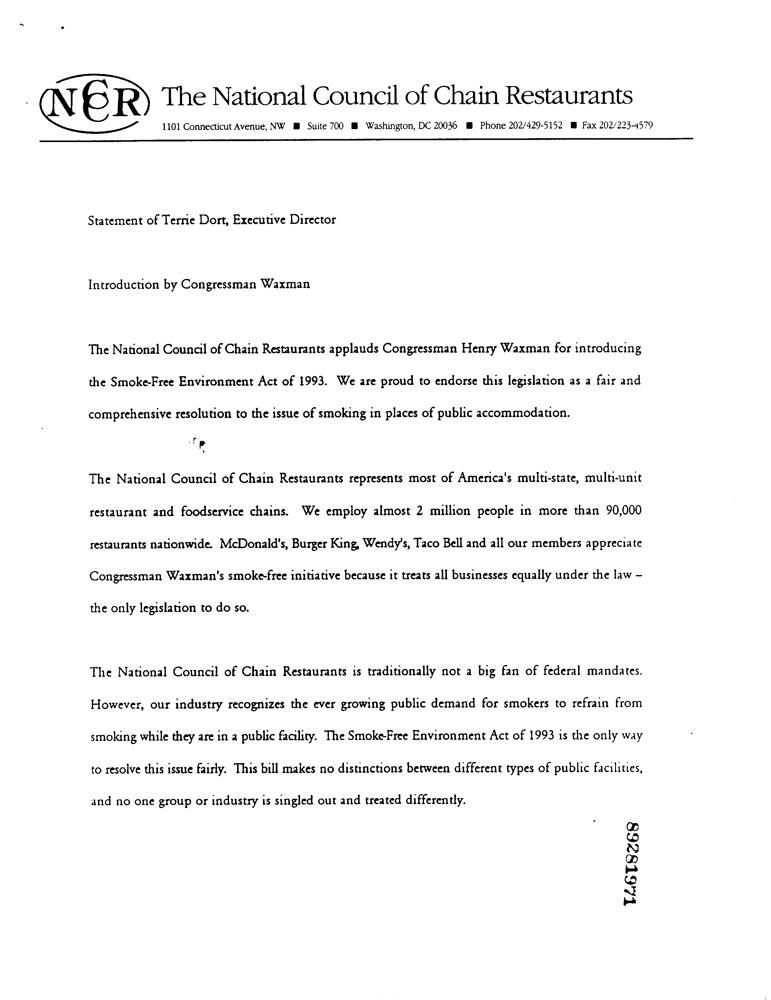 NCCR The National Council of Chain Restaurants
1101 Connecticut Avenue, NW ■ Suite 700 ■ Washington, DC 20036 ■ Phone 202/429-5152 ■ Fax 202/223-4579
Statement of Terrie Dort, Executive Director
Introduction by Congressman Waxman
The National Council of Chain Restaurants applauds Congressman Henry Waxman for introducing
the Smoke-Free Environment Act of 1993. We are proud to endorse this legislation as a fair and
comprehensive resolution to the issue of smoking in places of public accommodation.
The National Council of Chain Restaurants represents most of America's multi-state, multi-unit
restaurant and foodservice chains. We employ almost 2 million people in more than 90,000
restaurants nationwide. McDonald's, Burger King, Wendy's, Taco Bell and all our members appreciate
Congressman Waxman's smoke-free initiative because it treats all businesses equally under the law –
the only legislation to do so.
The National Council of Chain Restaurants is traditionally not a big fan of federal mandates.
However, our industry recognizes the ever growing public demand for smokers to refrain from
smoking while they are in a public facility. The Smoke-Free Environment Act of 1993 is the only way
to resolve this issue fairly. This bill makes no distinctions between different types of public facilities,
and no one group or industry is singled out and treated differently.
89281971